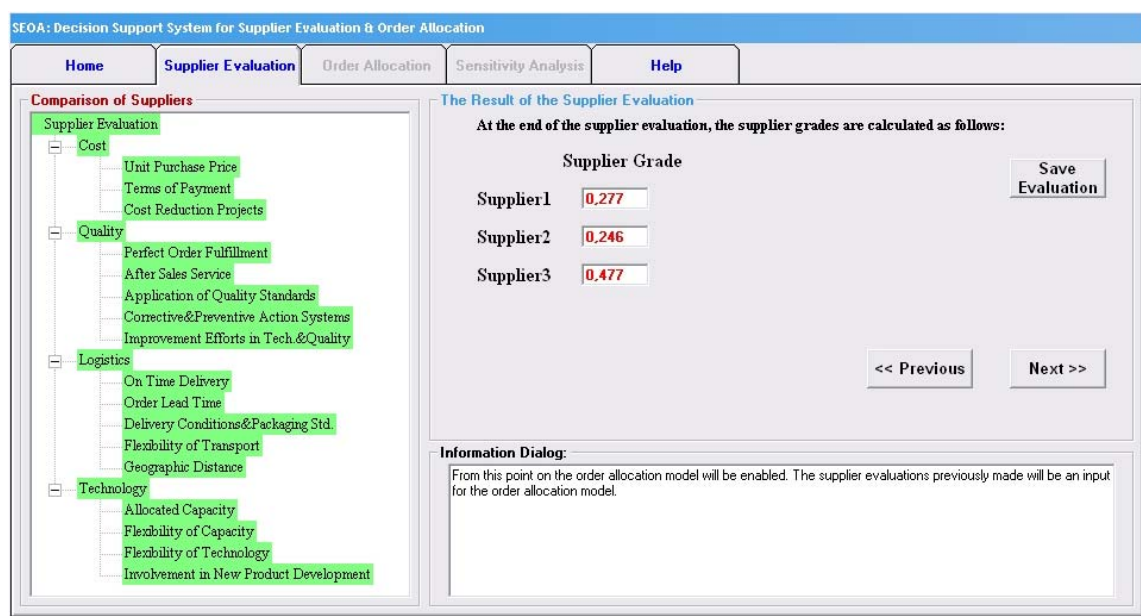 SEOA: Decision Support System for Supplier Evaluation & Order Allocation
Home
Supplier Evaluation
Order Allocation
Sensitivity Analysis
Help
Comparison of Suppliers
Supplier Evaluation
Cost
Unit Purchase Price
Terms of Payment
Cost Reduction Projects
Quality
Perfect Order Fulfillment
After Sales Service
Application of Quality Standards
Corrective&Preventive Action Systems
Improvement Efforts in Tech.&Quality
Logistics
On Time Delivery
Order Lead Time
Delivery Conditions&Packaging Std.
Flexibility of Transport
Geographic Distance
Technology
Allocated Capacity
Flexibility of Capacity
Flexibility of Technology
Involvement in New Product Development
The Result of the Supplier Evaluation
At the end of the supplier evaluation, the supplier grades are calculated as follows:
Supplier Grade
Supplier1 0,277
Supplier2 0,246
Supplier3 0,477
Save
Evaluation
<< Previous
Next >>
Information Dialog:
From this point on the order allocation model will be enabled. The supplier evaluations previously made will be an input
for the order allocation model.